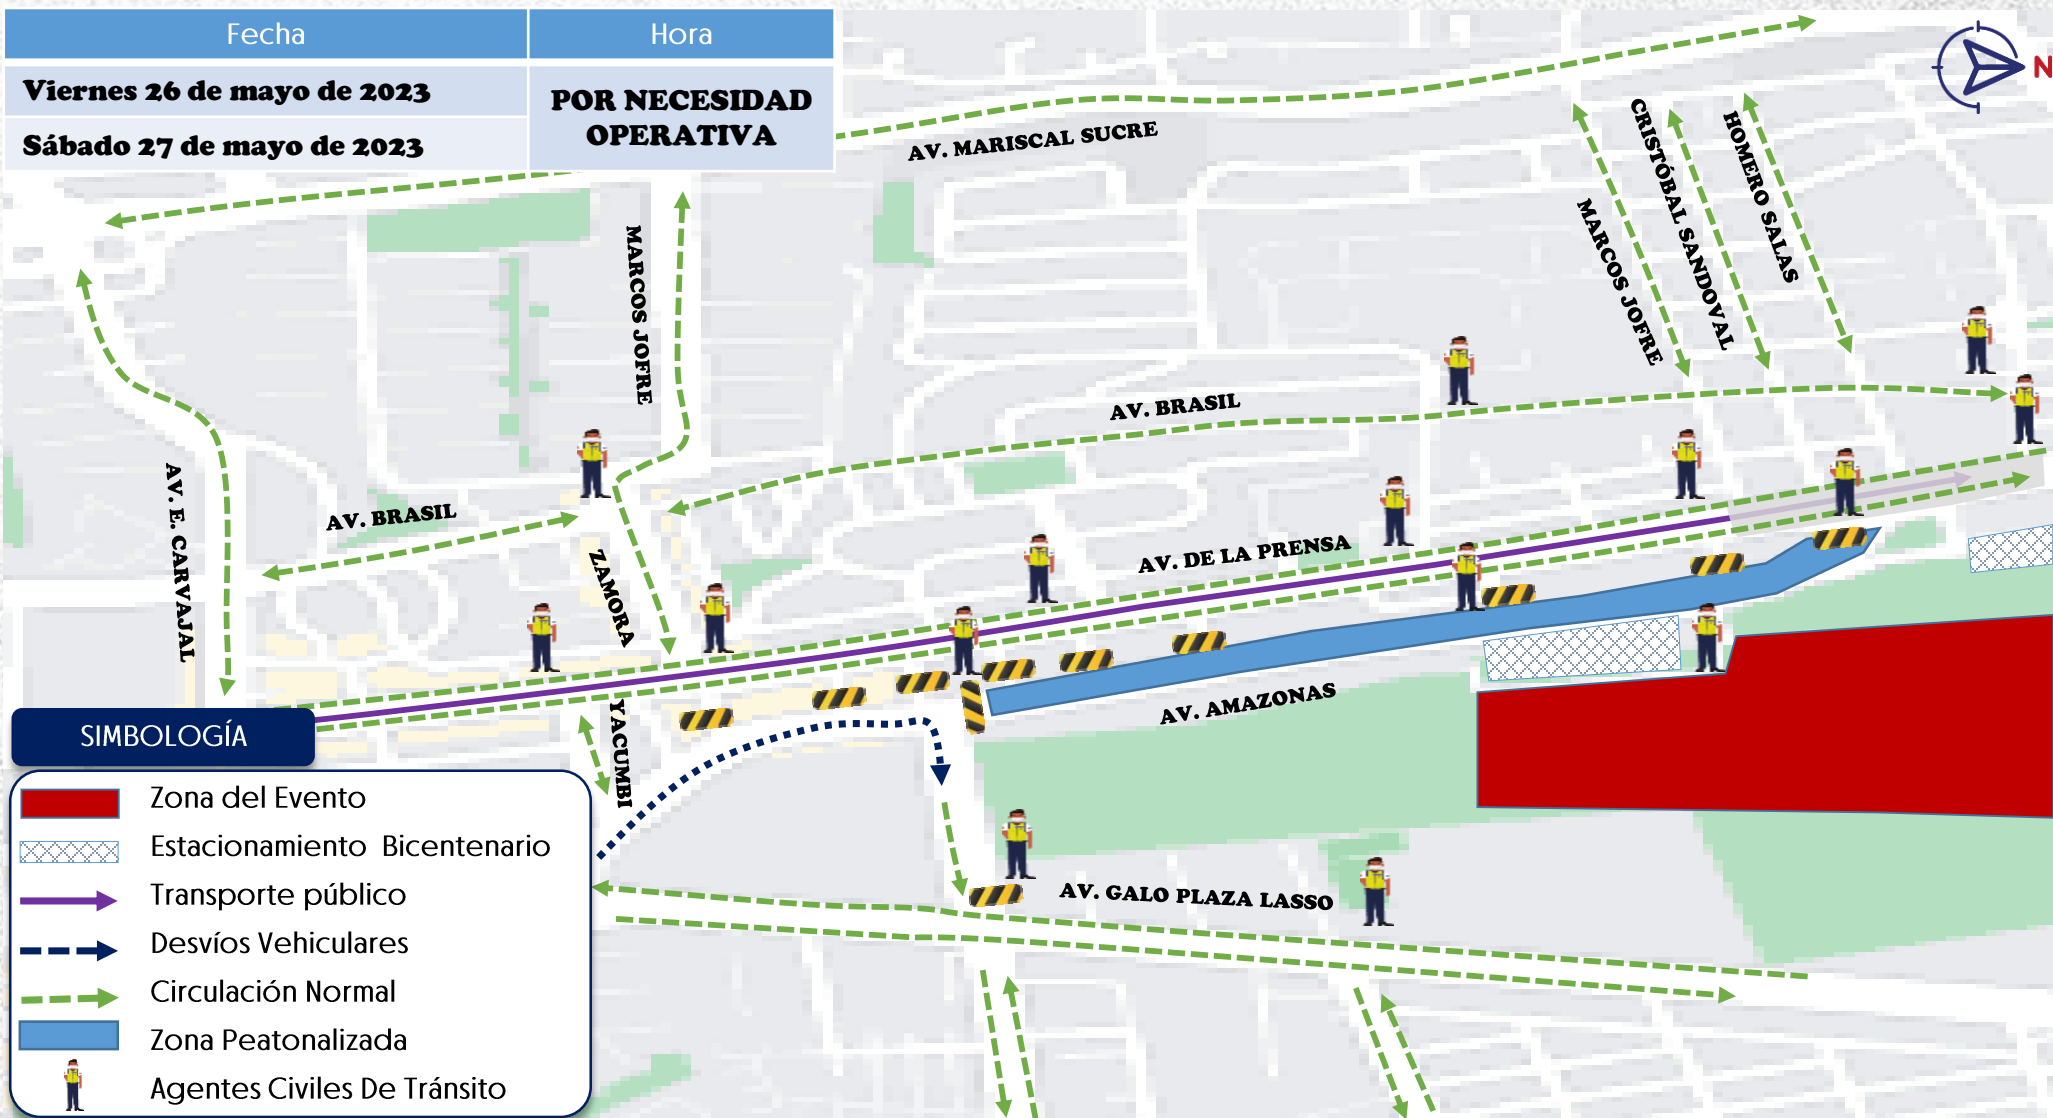 Fecha
Hora
Viernes 26 de mayo de 2023
Sábado 27 de mayo de 2023
POR NECESIDAD
OPERATIVA
N
AV. MARISCAL SUCRE
MARCOS JOFRE
CRISTÓBAL SANDOVAL
HOMERO SALAS
MARCOS JOFRE
AV. BRASIL
AV. E. CARVAJAL
AV. BRASIL
ZAMORA
AV. DE LA PRENSA
YACUMBI
AV. AMAZONAS
AV. GALO PLAZA LASSO
SIMBOLOGÍA
Zona del Evento
Estacionamiento Bicentenario
Transporte público
Desvíos Vehiculares
Circulación Normal
Zona Peatonalizada
Agentes Civiles De Tránsito